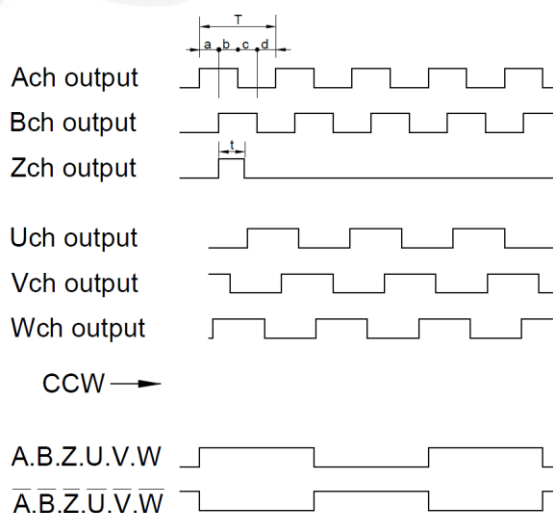 T
a b c d
Ach output
Bch output
t
Zch output
Uch output
Vch output
Wch output
CCW
A.B.Z.U.V.W
A̅.B̅.Z̅.U̅.V̅.W̅